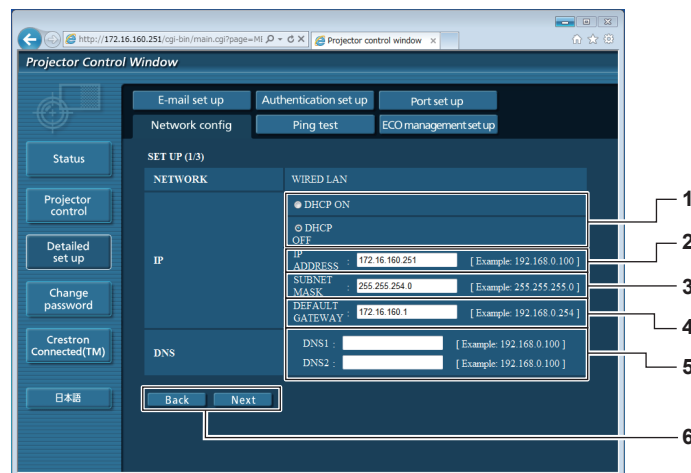 http://172.16.160.251/cgi-bin/main.cgi?page=MI
Projector control window
Projector Control Window
E-mail set up
Authentication set up
Port set up
Network config
Ping test
ECO management set up
Status
Projector control
Detailed set up
Change password
Crestron Connected(TM)
日本語
SET UP (1/3)
NETWORK
WIRED LAN
IP
DHCP ON
DHCP OFF
IP ADDRESS : 172.16.160.251 [ Example: 192.168.0.100 ]
SUBNET MASK : 255.255.254.0 [ Example: 255.255.255.0 ]
DEFAULT GATEWAY : 172.16.160.1 [ Example: 192.168.0.254 ]
DNS
DNS1 : [ Example: 192.168.0.100 ]
DNS2 : [ Example: 192.168.0.100 ]
Back
Next
1
2
3
4
5
6